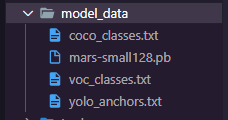 model_data
coco_classes.txt
mars-small128.pb
voc_classes.txt
yolo_anchors.txt